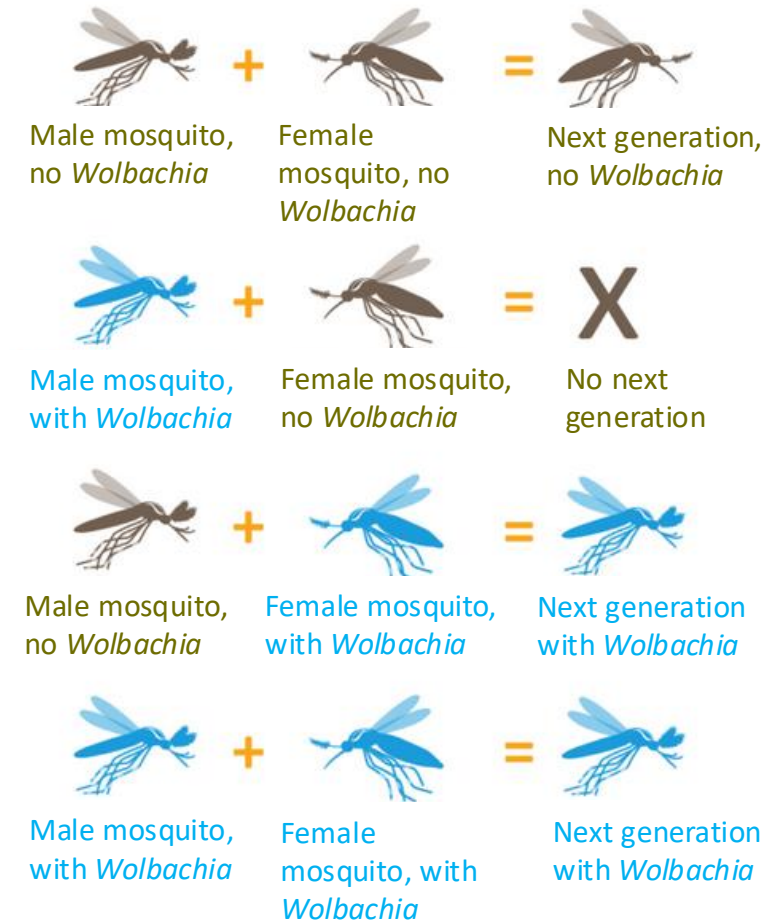 + =
Male mosquito,
no Wolbachia
Female
mosquito, no
Wolbachia
Next generation,
no Wolbachia
+ = X
Male mosquito,
with Wolbachia
Female mosquito,
no Wolbachia
No next
generation
+ =
Male mosquito,
no Wolbachia
Female mosquito,
with Wolbachia
Next generation
with Wolbachia
+ =
Male mosquito,
with Wolbachia
Female
mosquito, with
Wolbachia
Next generation
with Wolbachia